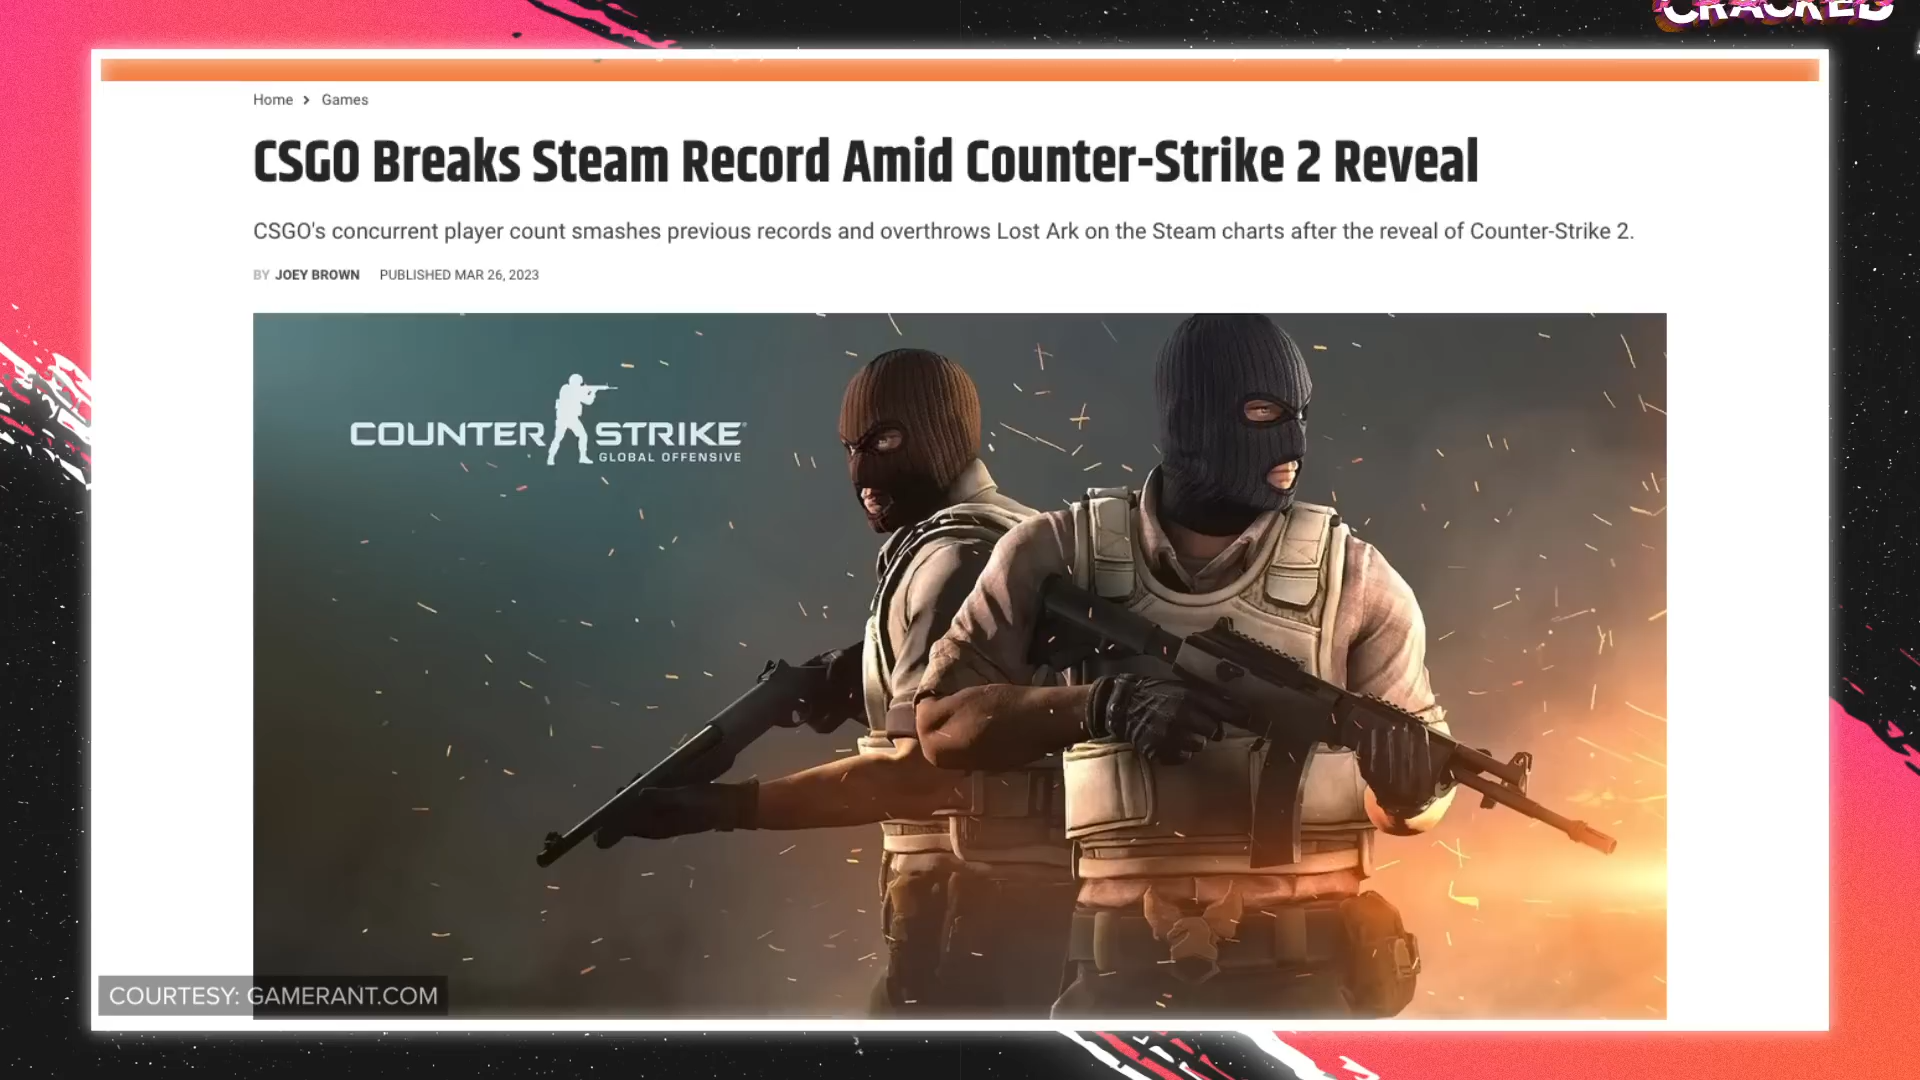 CRACKED
Home > Games
CSGO Breaks Steam Record Amid Counter-Strike 2 Reveal
CSGO's concurrent player count smashes previous records and overthrows Lost Ark on the Steam charts after the reveal of Counter-Strike 2.
BY JOEY BROWN PUBLISHED MAR 26, 2023
COUNTER STRIKE
GLOBAL OFFENSIVE
COURTESY: GAMERANT.COM